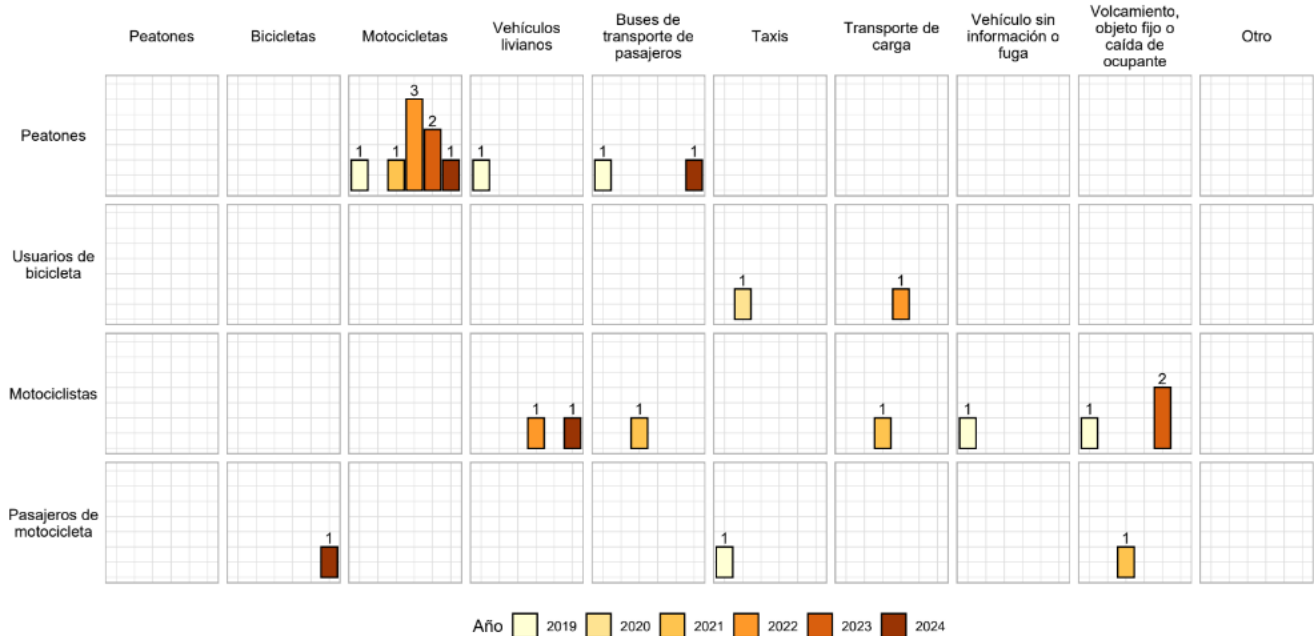 Peatones
Bicicletas
Motocicletas
Vehículos
livianos
Buses de
transporte de
pasajeros
Taxis
Transporte de
carga
Vehículo sin
información o
fuga
Volcamiento,
objeto fijo o
caída de
ocupante
Otro
Peatones
1
1
3
2
1
1
1
1
Usuarios de
bicicleta
1
1
Motociclistas
1
1
1
1
1
1
2
Pasajeros de
motocicleta
1
1
1
Año 2019 2020 2021 2022 2023 2024